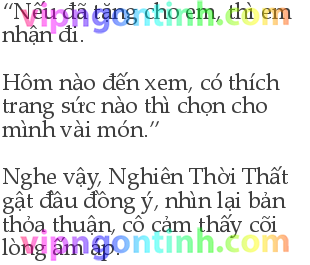 “Nếu đã tặng cho em, thì em
nhận đi.
Hôm nào đến xem, có thích
trang sức nào thì chọn cho
mình vài món.”
Nghe vậy, Nghiên Thời Thất
gật đầu đồng ý, nhìn lại bản
thỏa thuận, cô cảm thấy cõi
lòng ấm áp.
vipngontinh.com
vipngontinh.com
vipngontinh.com